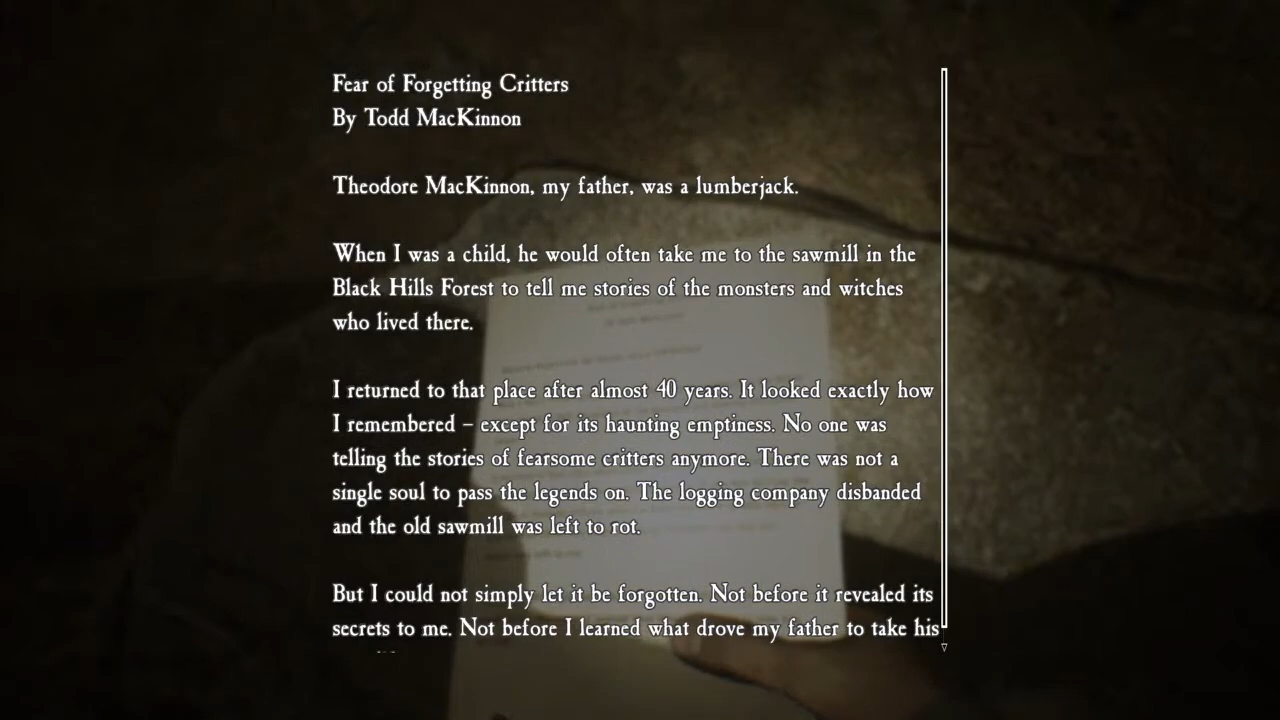 Fear of Forgetting Critters
By Todd MacKinnon
Theodore MacKinnon, my father, was a lumberjack.
When I was a child, he would often take me to the sawmill in the
Black Hills Forest to tell me stories of the monsters and witches
who lived there.
I returned to that place after almost 40 years. It looked exactly how
I remembered – except for its haunting emptiness. No one was
telling the stories of fearsome critters anymore. There was not a
single soul to pass the legends on. The logging company disbanded
and the old sawmill was left to rot.
But I could not simply let it be forgotten. Not before it revealed its
secrets to me. Not before I learned what drove my father to take his